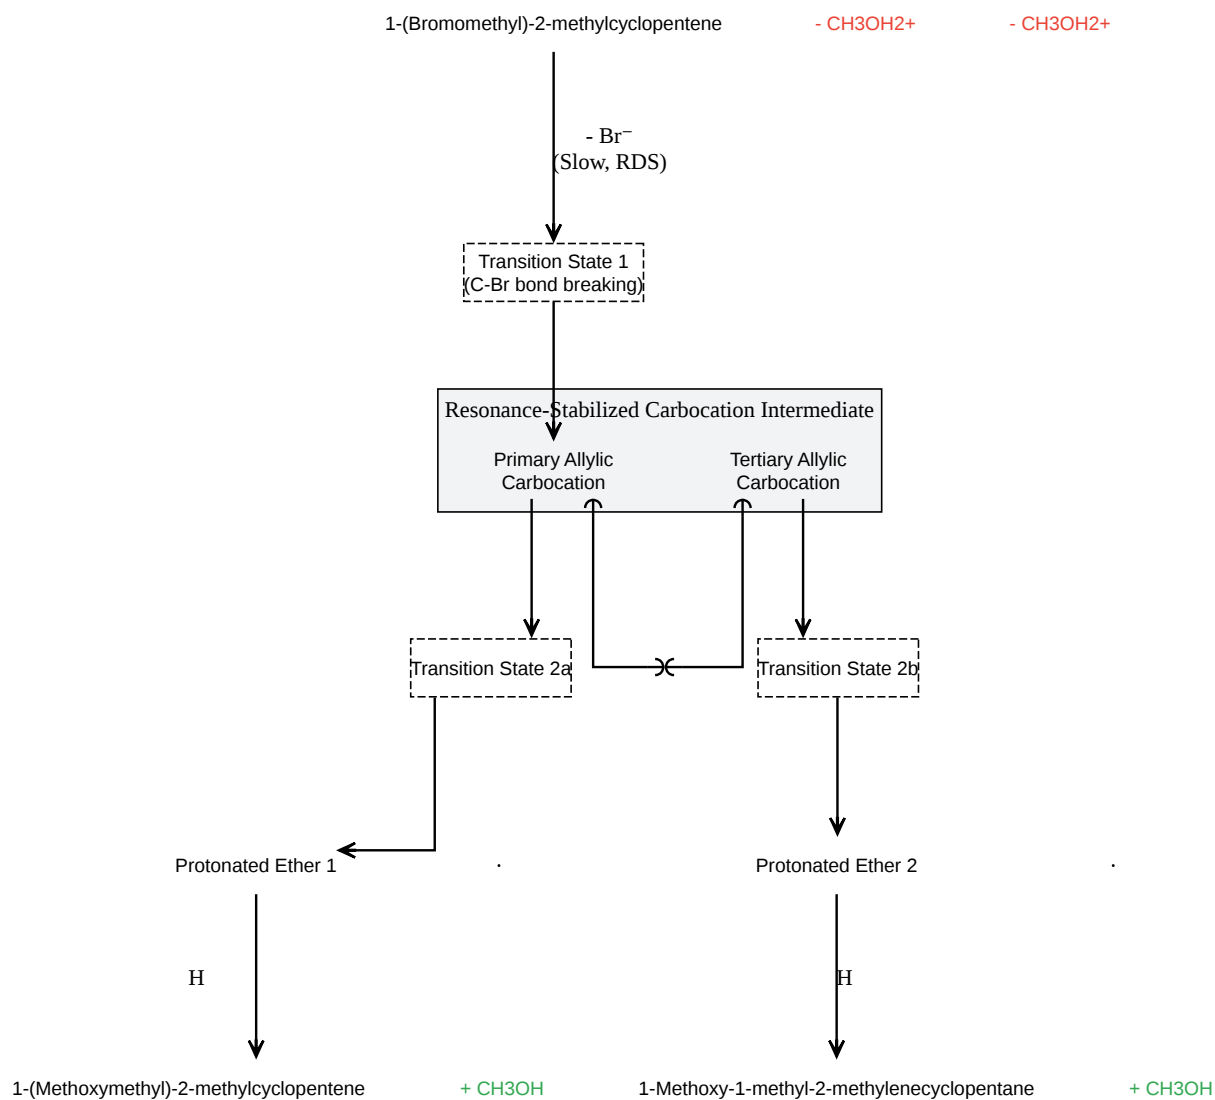 1-(Bromomethyl)-2-methylcyclopentene
- CH3OH2+
- CH3OH2+
- Br⁻
(Slow, RDS)
Transition State 1
(C-Br bond breaking)
Resonance-Stabilized Carbocation Intermediate
Primary Allylic
Carbocation
Tertiary Allylic
Carbocation
Transition State 2a
Transition State 2b
Protonated Ether 1
.
Protonated Ether 2
.
H
H
1-(Methoxymethyl)-2-methylcyclopentene
+ CH3OH
1-Methoxy-1-methyl-2-methylenecyclopentane
+ CH3OH